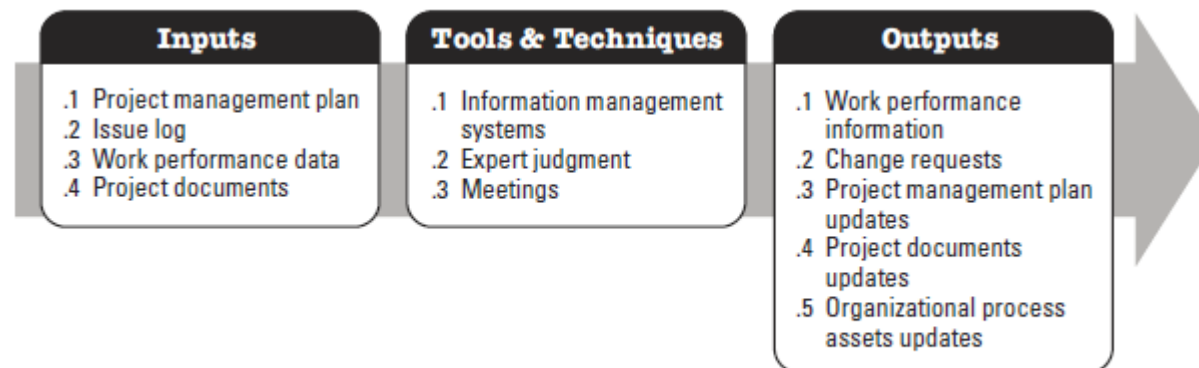 Inputs
.1 Project management plan
.2 Issue log
.3 Work performance data
.4 Project documents
Tools & Techniques
.1 Information management
systems
.2 Expert judgment
.3 Meetings
Outputs
.1 Work performance
information
.2 Change requests
.3 Project management plan
updates
.4 Project documents
updates
.5 Organizational process
assets updates